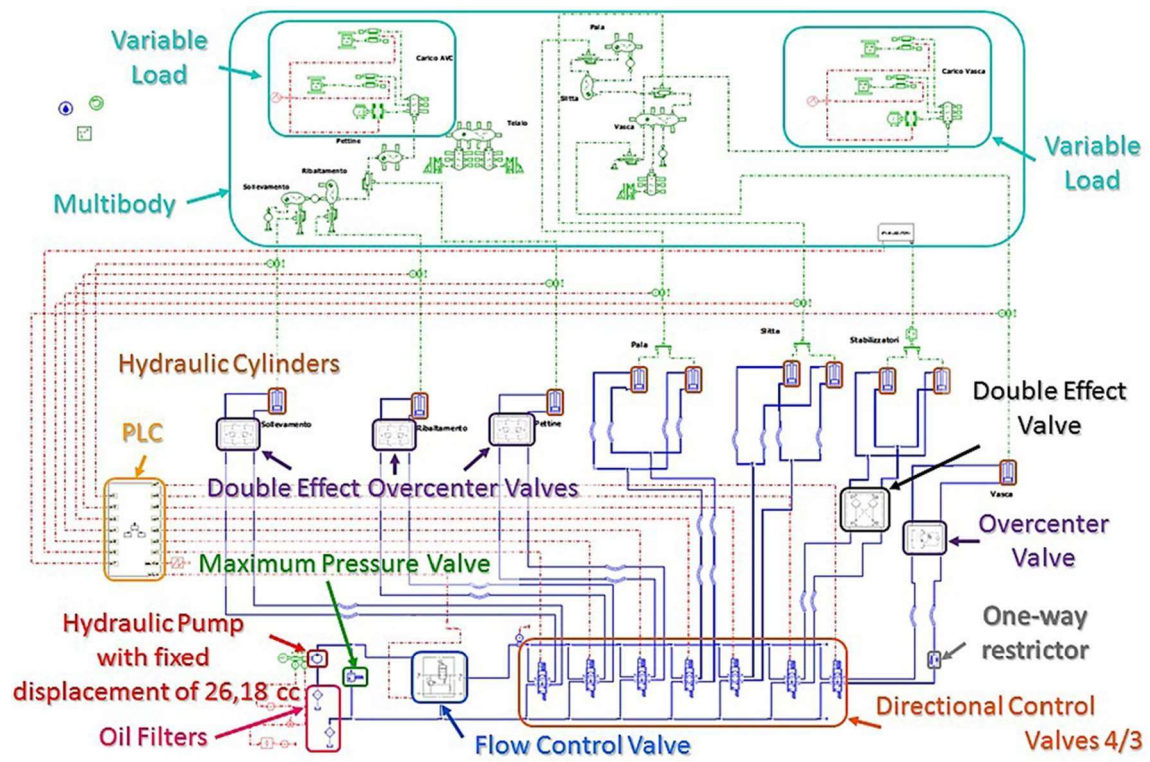 Variable
Load
Carico AVC
Pala
Carico Vasca
Slitta
Telaio
Vasca
Pettine
Variable
Load
Ribaltamento
Sollevamento
Multibody
Slitta
Pala
Stabilizzatori
Hydraulic Cylinders
Double Effect
Valve
Sollevamento
Ribaltamento
Pettine
PLC
Double Effect Overcenter Valves
Vasca
Overcenter
Valve
Maximum Pressure Valve
Hydraulic Pump
with fixed
displacement of 26,18 cc
One-way
restrictor
Directional Control
Valves 4/3
Oil Filters
Flow Control Valve